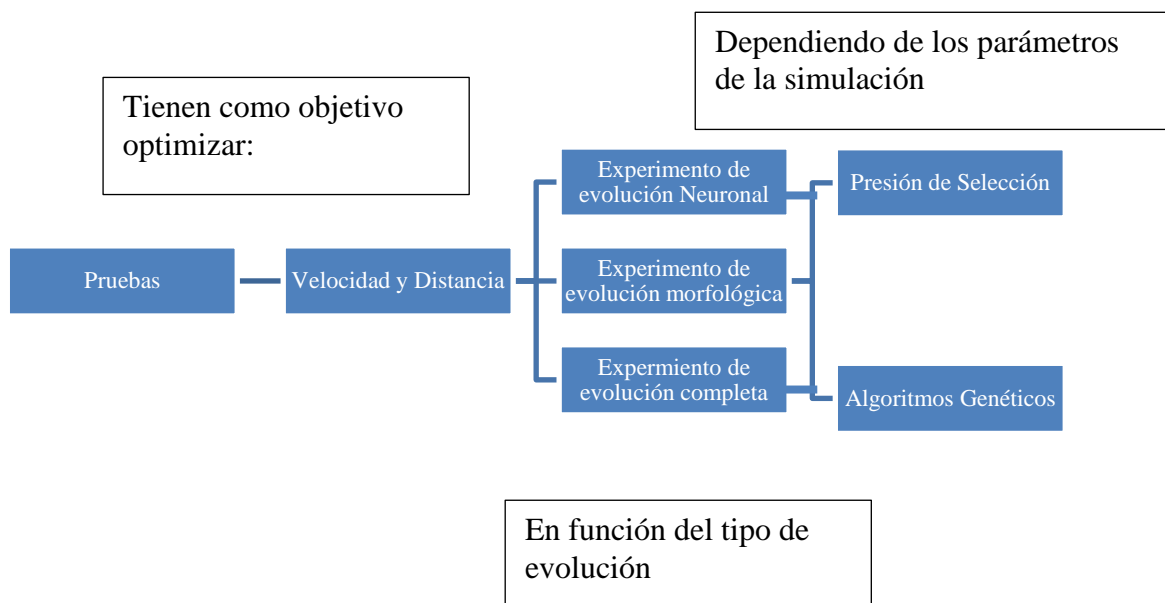 Dependiendo de los parámetros
de la simulación
Tienen como objetivo
optimizar:
Experimento de
evolución Neuronal
Presión de Selección
Pruebas
Velocidad y Distancia
Experimento de
evolución morfológica
Expermiento de
evolución completa
Algoritmos Genéticos
En función del tipo de
evolución